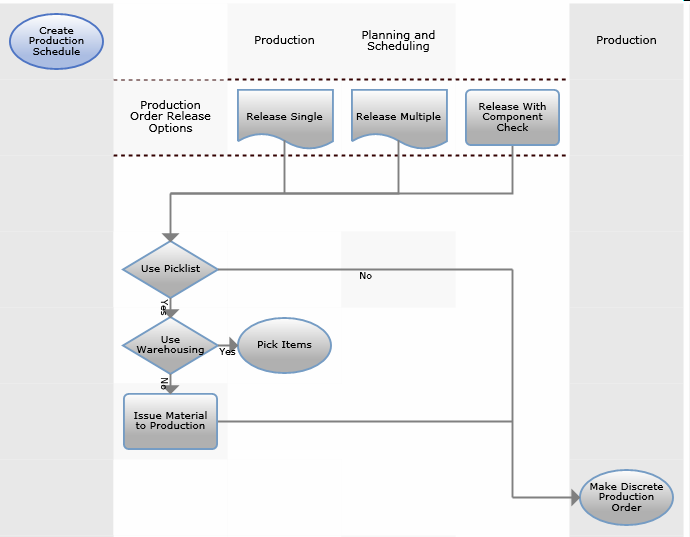 Create
Production
Schedule
Production
Planning and
Scheduling
Production
Production
Order Release
Options
Release Single
Release Multiple
Release With
Component
Check
Use Picklist
No
Yes
Use
Warehousing
Yes
Pick Items
No
Issue Material
to Production
Make Discrete
Production
Order